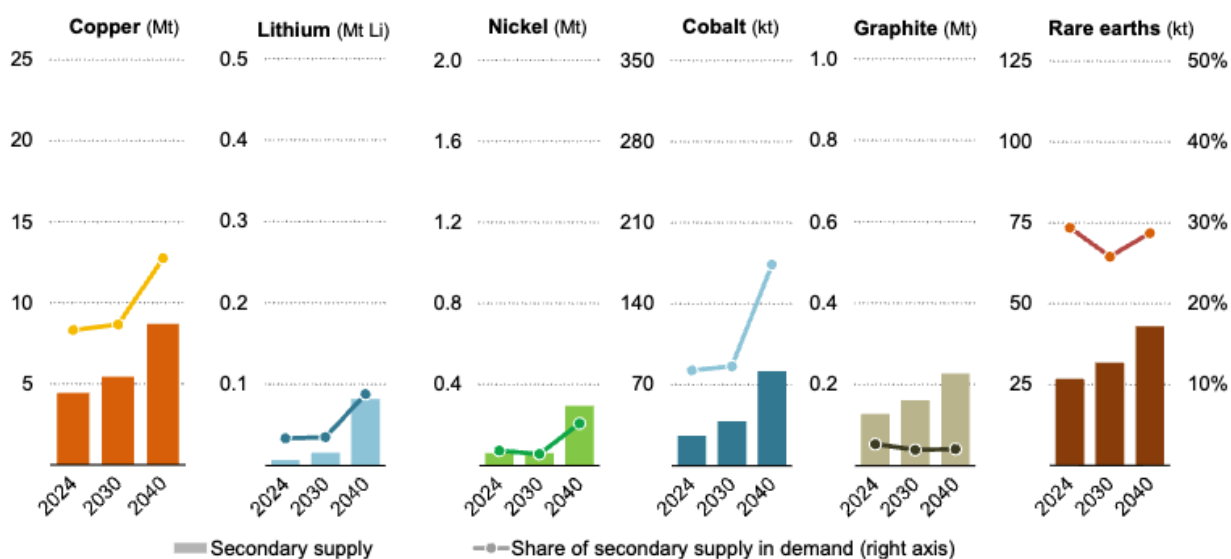 Copper (Mt) Lithium (Mt Li) Nickel (Mt) Cobalt (kt) Graphite (Mt) Rare earths (kt)
25 0.5 2.0 350 1.0 125 50%
20 0.4 1.6 280 0.8 100 40%
15 0.3 1.2 210 0.6 75 30%
10 0.2 0.8 140 0.4 50 20%
5 0.1 0.4 70 0.2 25 10%
2024 2030 2040 2024 2030 2040 2024 2030 2040 2024 2030 2040 2024 2030 2040 2024 2030 2040
Secondary supply Share of secondary supply in demand (right axis)